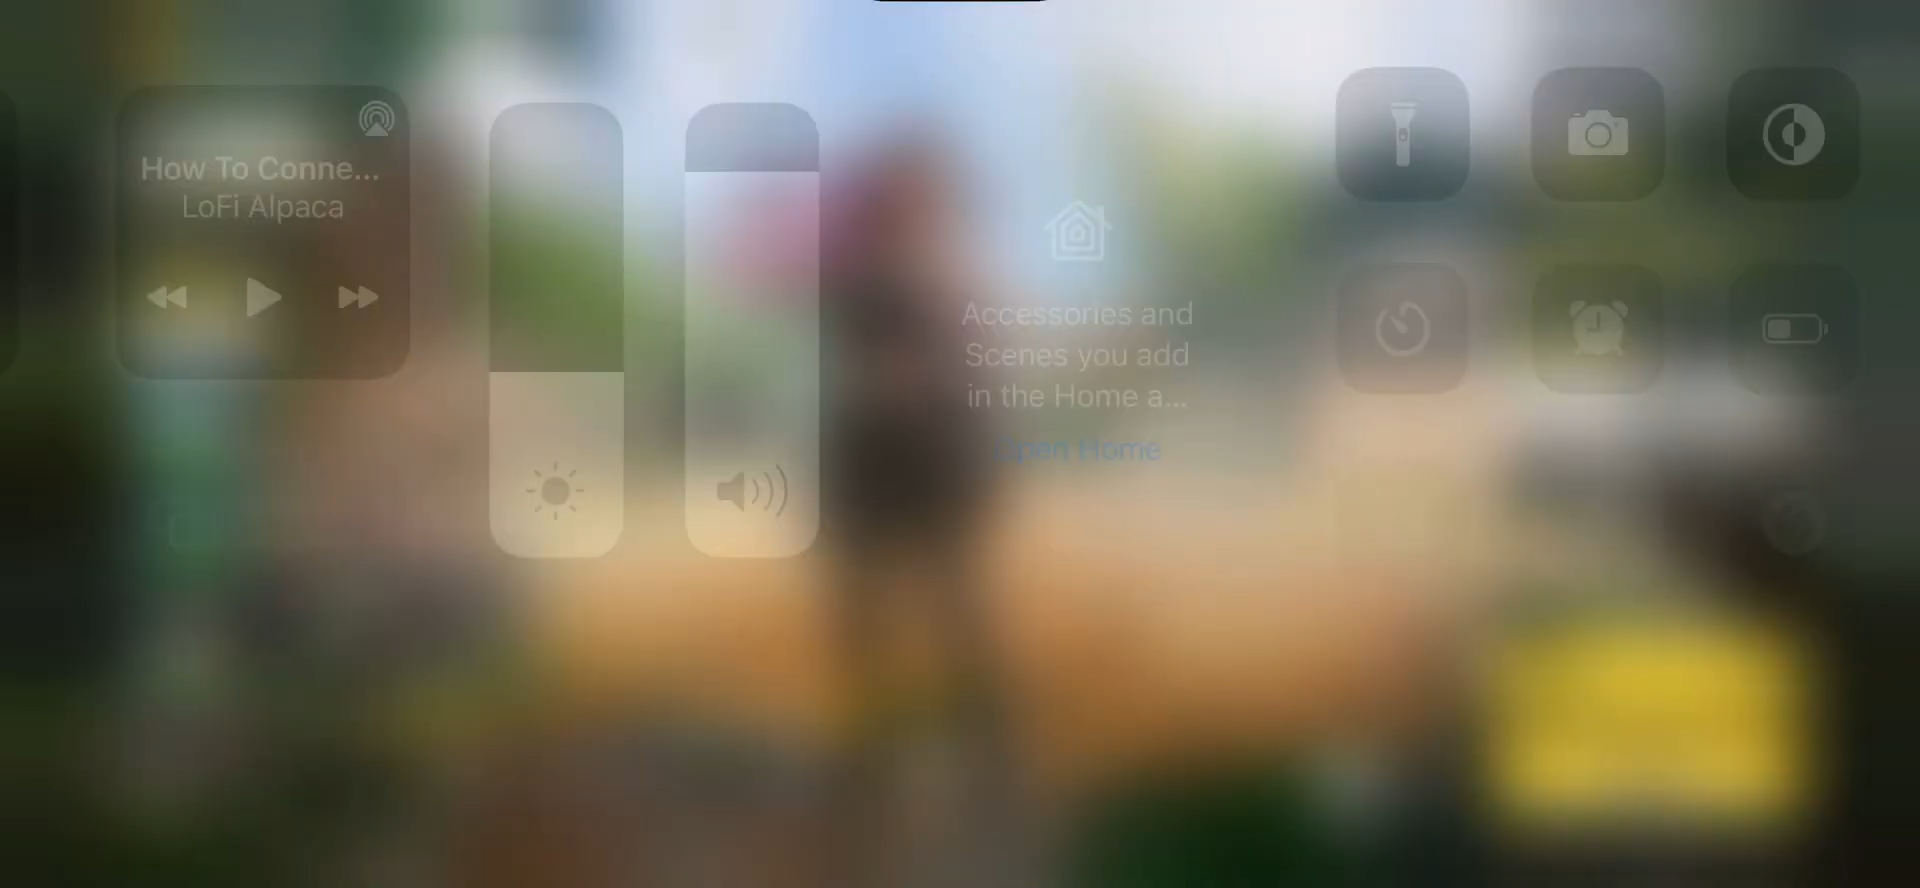 How To Conne...
LoFi Alpaca
Accessories and
Scenes you add
in the Home a...
Open Home